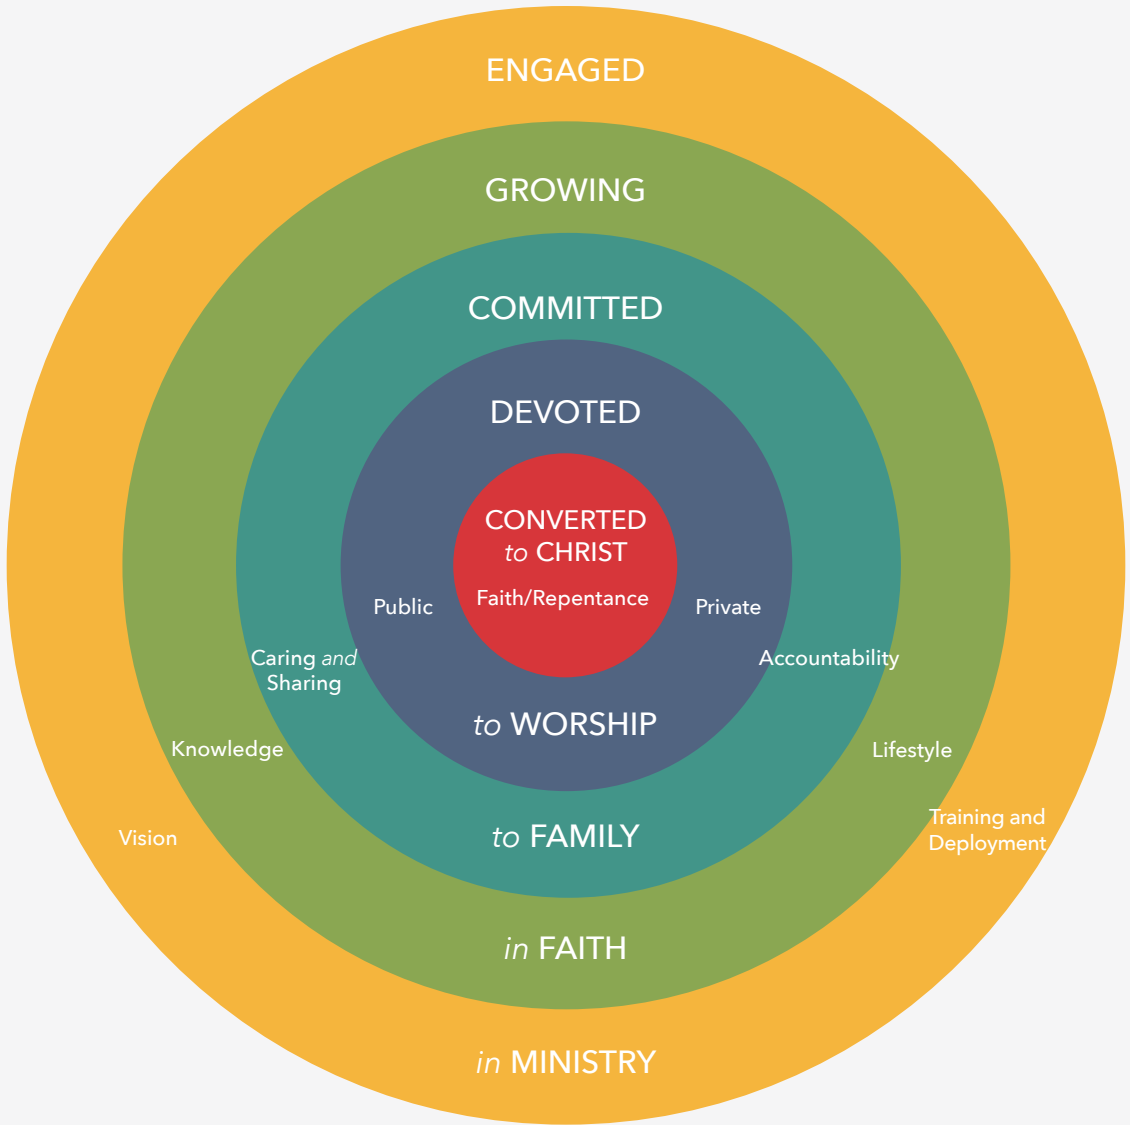 ENGAGED
GROWING
COMMITTED
DEVOTED
CONVERTED
to CHRIST
Faith/Repentance
Public
Private
Caring and
Sharing
Accountability
to WORSHIP
Knowledge
Lifestyle
Training and
Deployment
Vision
to FAMILY
in FAITH
in MINISTRY